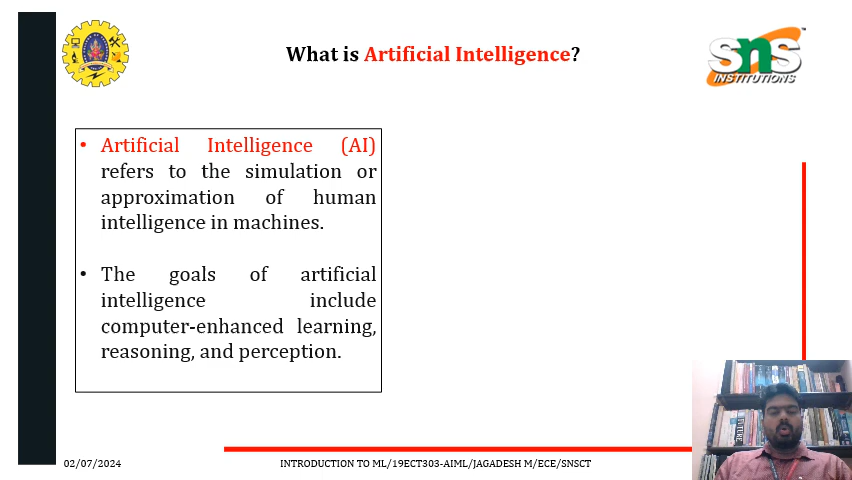 What is Artificial Intelligence?
SNS
INSTITUTIONS
• Artificial Intelligence (AI)
refers to the simulation or
approximation of human
intelligence in machines.
• The goals of artificial
intelligence include
computer-enhanced learning,
reasoning, and perception.
02/07/2024
INTRODUCTION TO ML/19ECT303-AIML/JAGADESH M/ECE/SNSCT